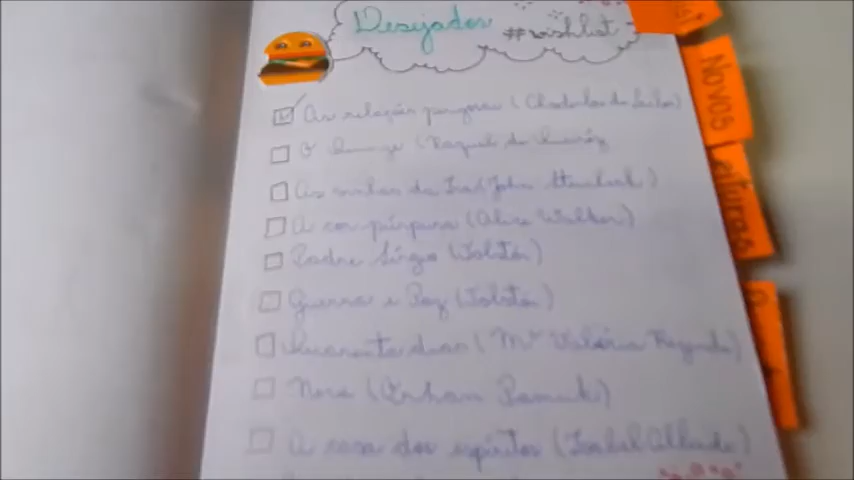 Desejados
#wishlist
As relações perigosas (Choderlos de Laclos)
O quinze (Raquel de Queiróz
As vinhas da Ira (John Steinbeck)
A cor púrpura (Alice Walker)
Padre Sérgio (Tolstói)
Guerra e Paz (Tolstói)
Quarenta dias (Mª Valéria Rezende)
Neve (Orhan Pamuk)
A casa dos espíritos (Isabel Allende)
Novos
Leituras